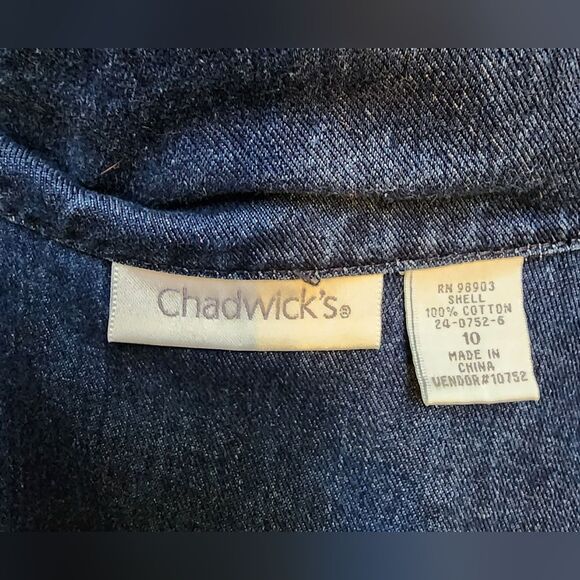 Chadwick's®
RN 98903
SHELL
100% COTTON
24-0752-6
10
MADE IN
CHINA
VENDOR#10752